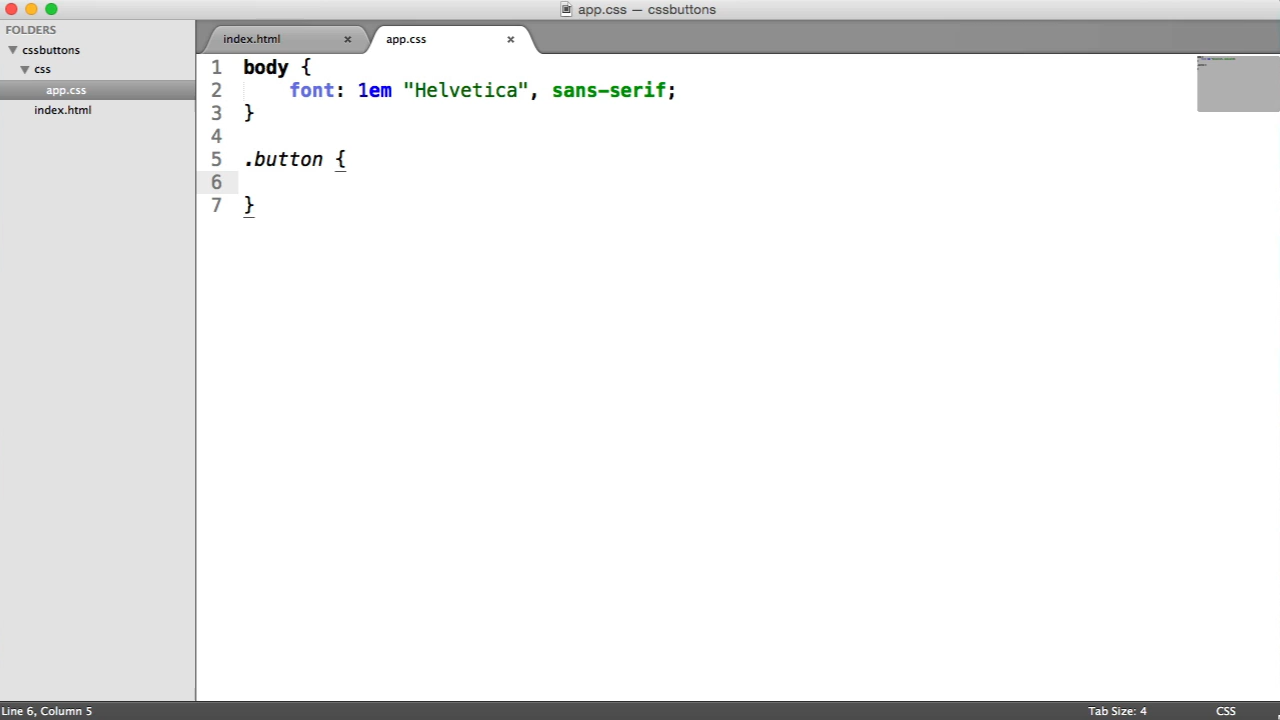 app.css — cssbuttons
FOLDERS
cssbuttons
css
app.css
index.html
index.html ×
app.css ×
1 body {
2     font: 1em "Helvetica", sans-serif;
3 }
4
5 .button {
6
7 }
Line 6, Column 5
Tab Size: 4
CSS